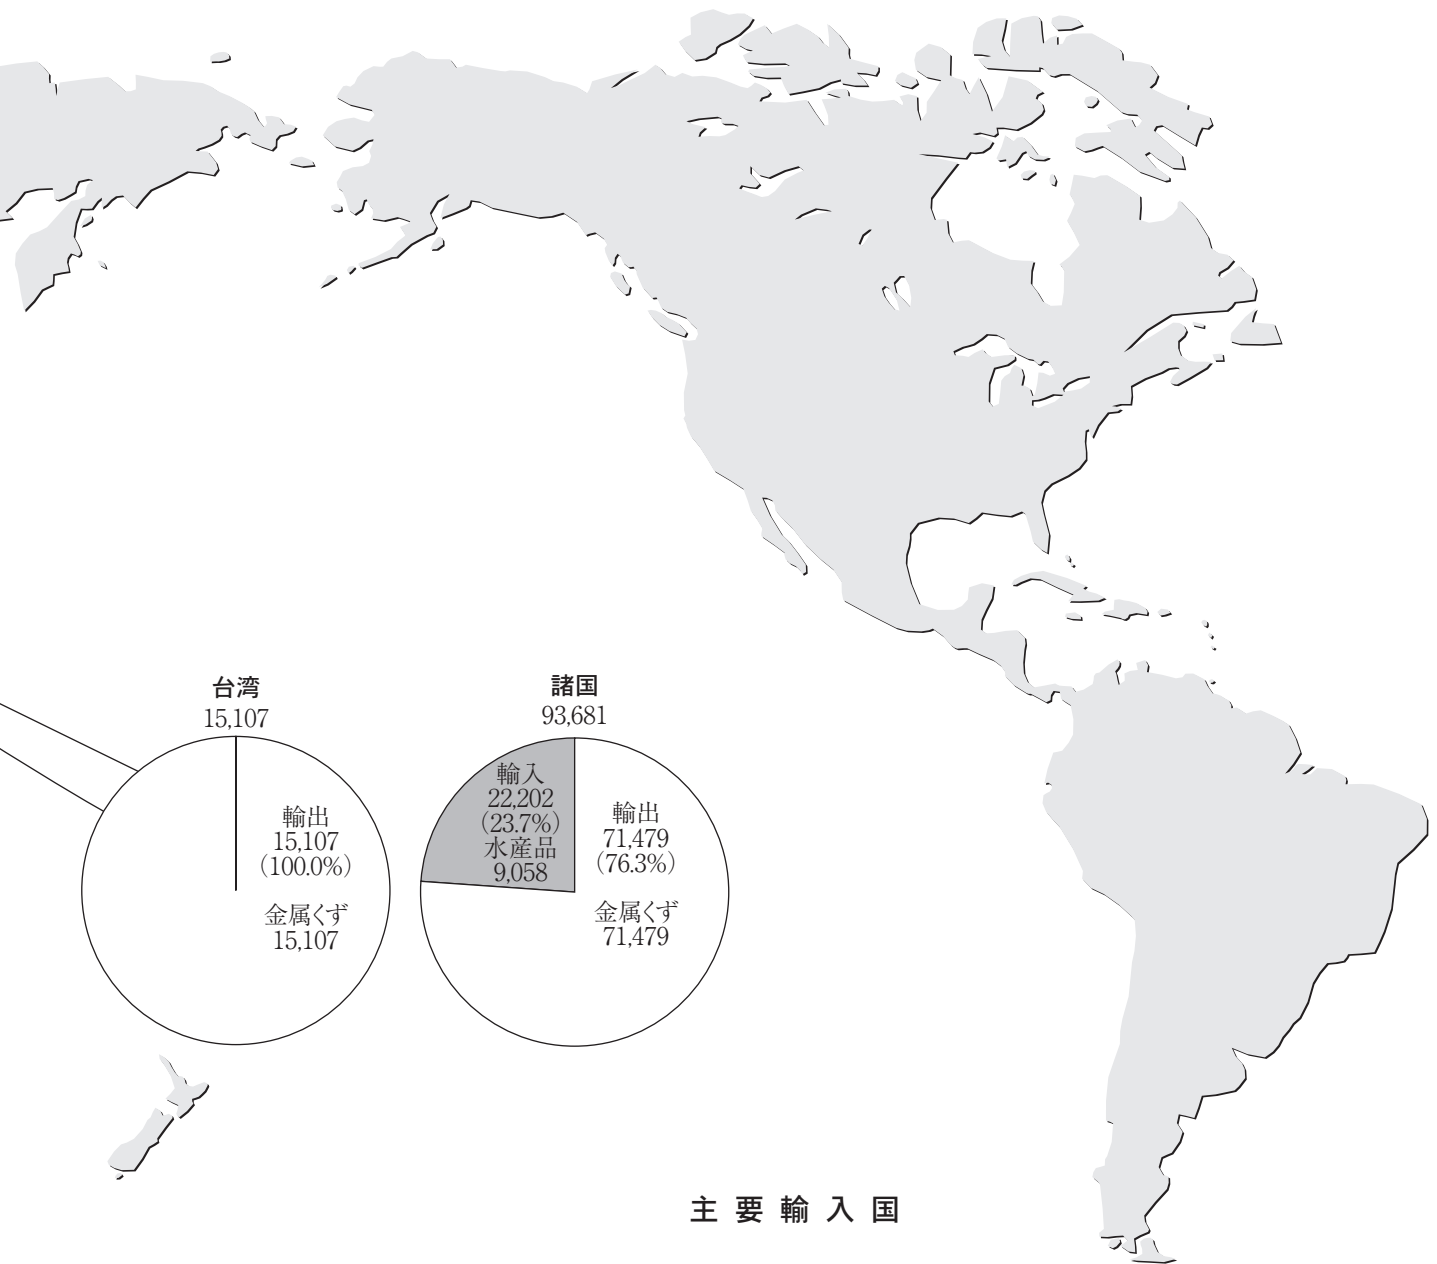 台湾
15,107
輸出
15,107
(100.0%)
金属くず
15,107
諸国
93,681
輸入
22,202
(23.7%)
水産品
9,058
輸出
71,479
(76.3%)
金属くず
71,479
主要輸入国